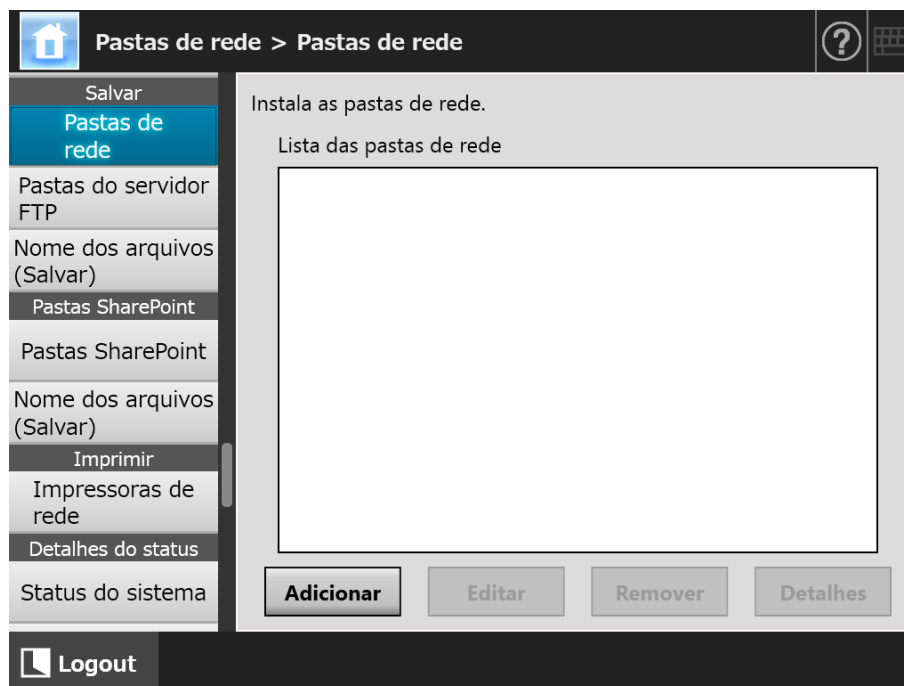 Pastas de rede > Pastas de rede
?
Salvar
Pastas de
rede
Pastas do servidor
FTP
Nome dos arquivos
(Salvar)
Pastas SharePoint
Pastas SharePoint
Nome dos arquivos
(Salvar)
Imprimir
Impressoras de
rede
Detalhes do status
Status do sistema
Instala as pastas de rede.
Lista das pastas de rede
Adicionar
Editar
Remover
Detalhes
Logout